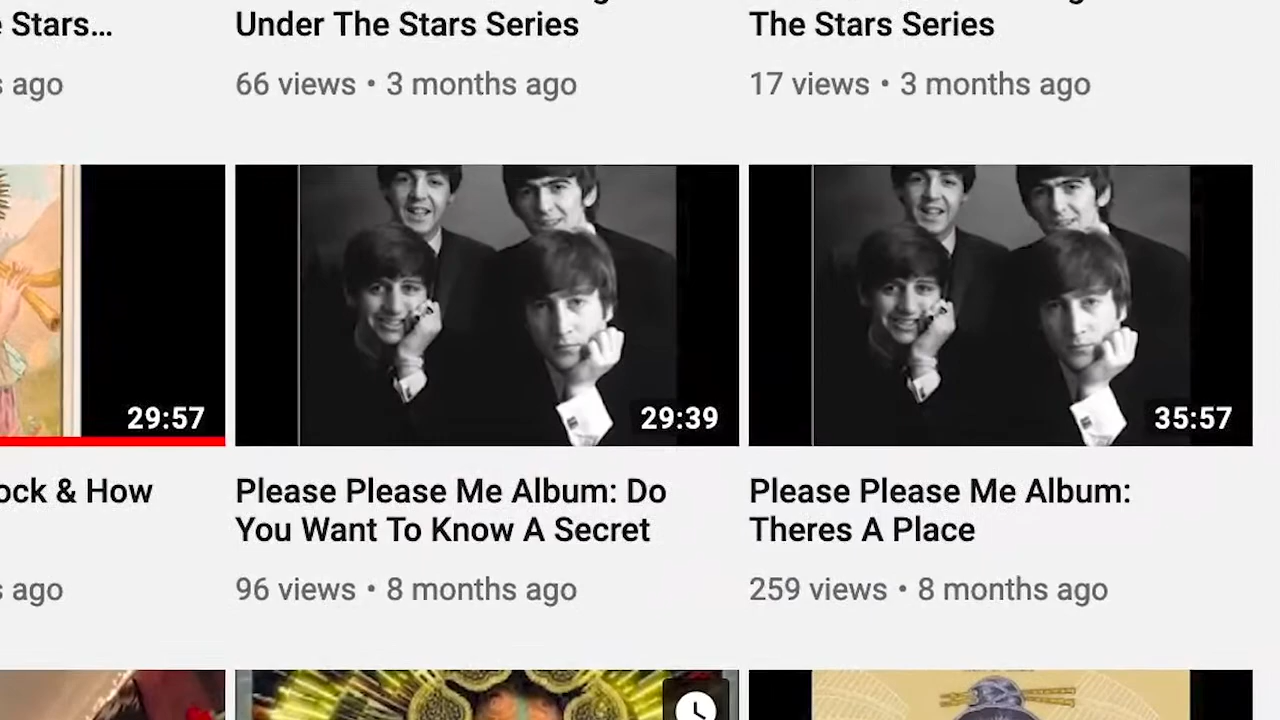 e Stars...
Under The Stars Series
The Stars Series
s ago
66 views • 3 months ago
17 views • 3 months ago
29:57
29:39
35:57
ock & How
Please Please Me Album: Do
You Want To Know A Secret
Please Please Me Album:
Theres A Place
s ago
96 views • 8 months ago
259 views • 8 months ago